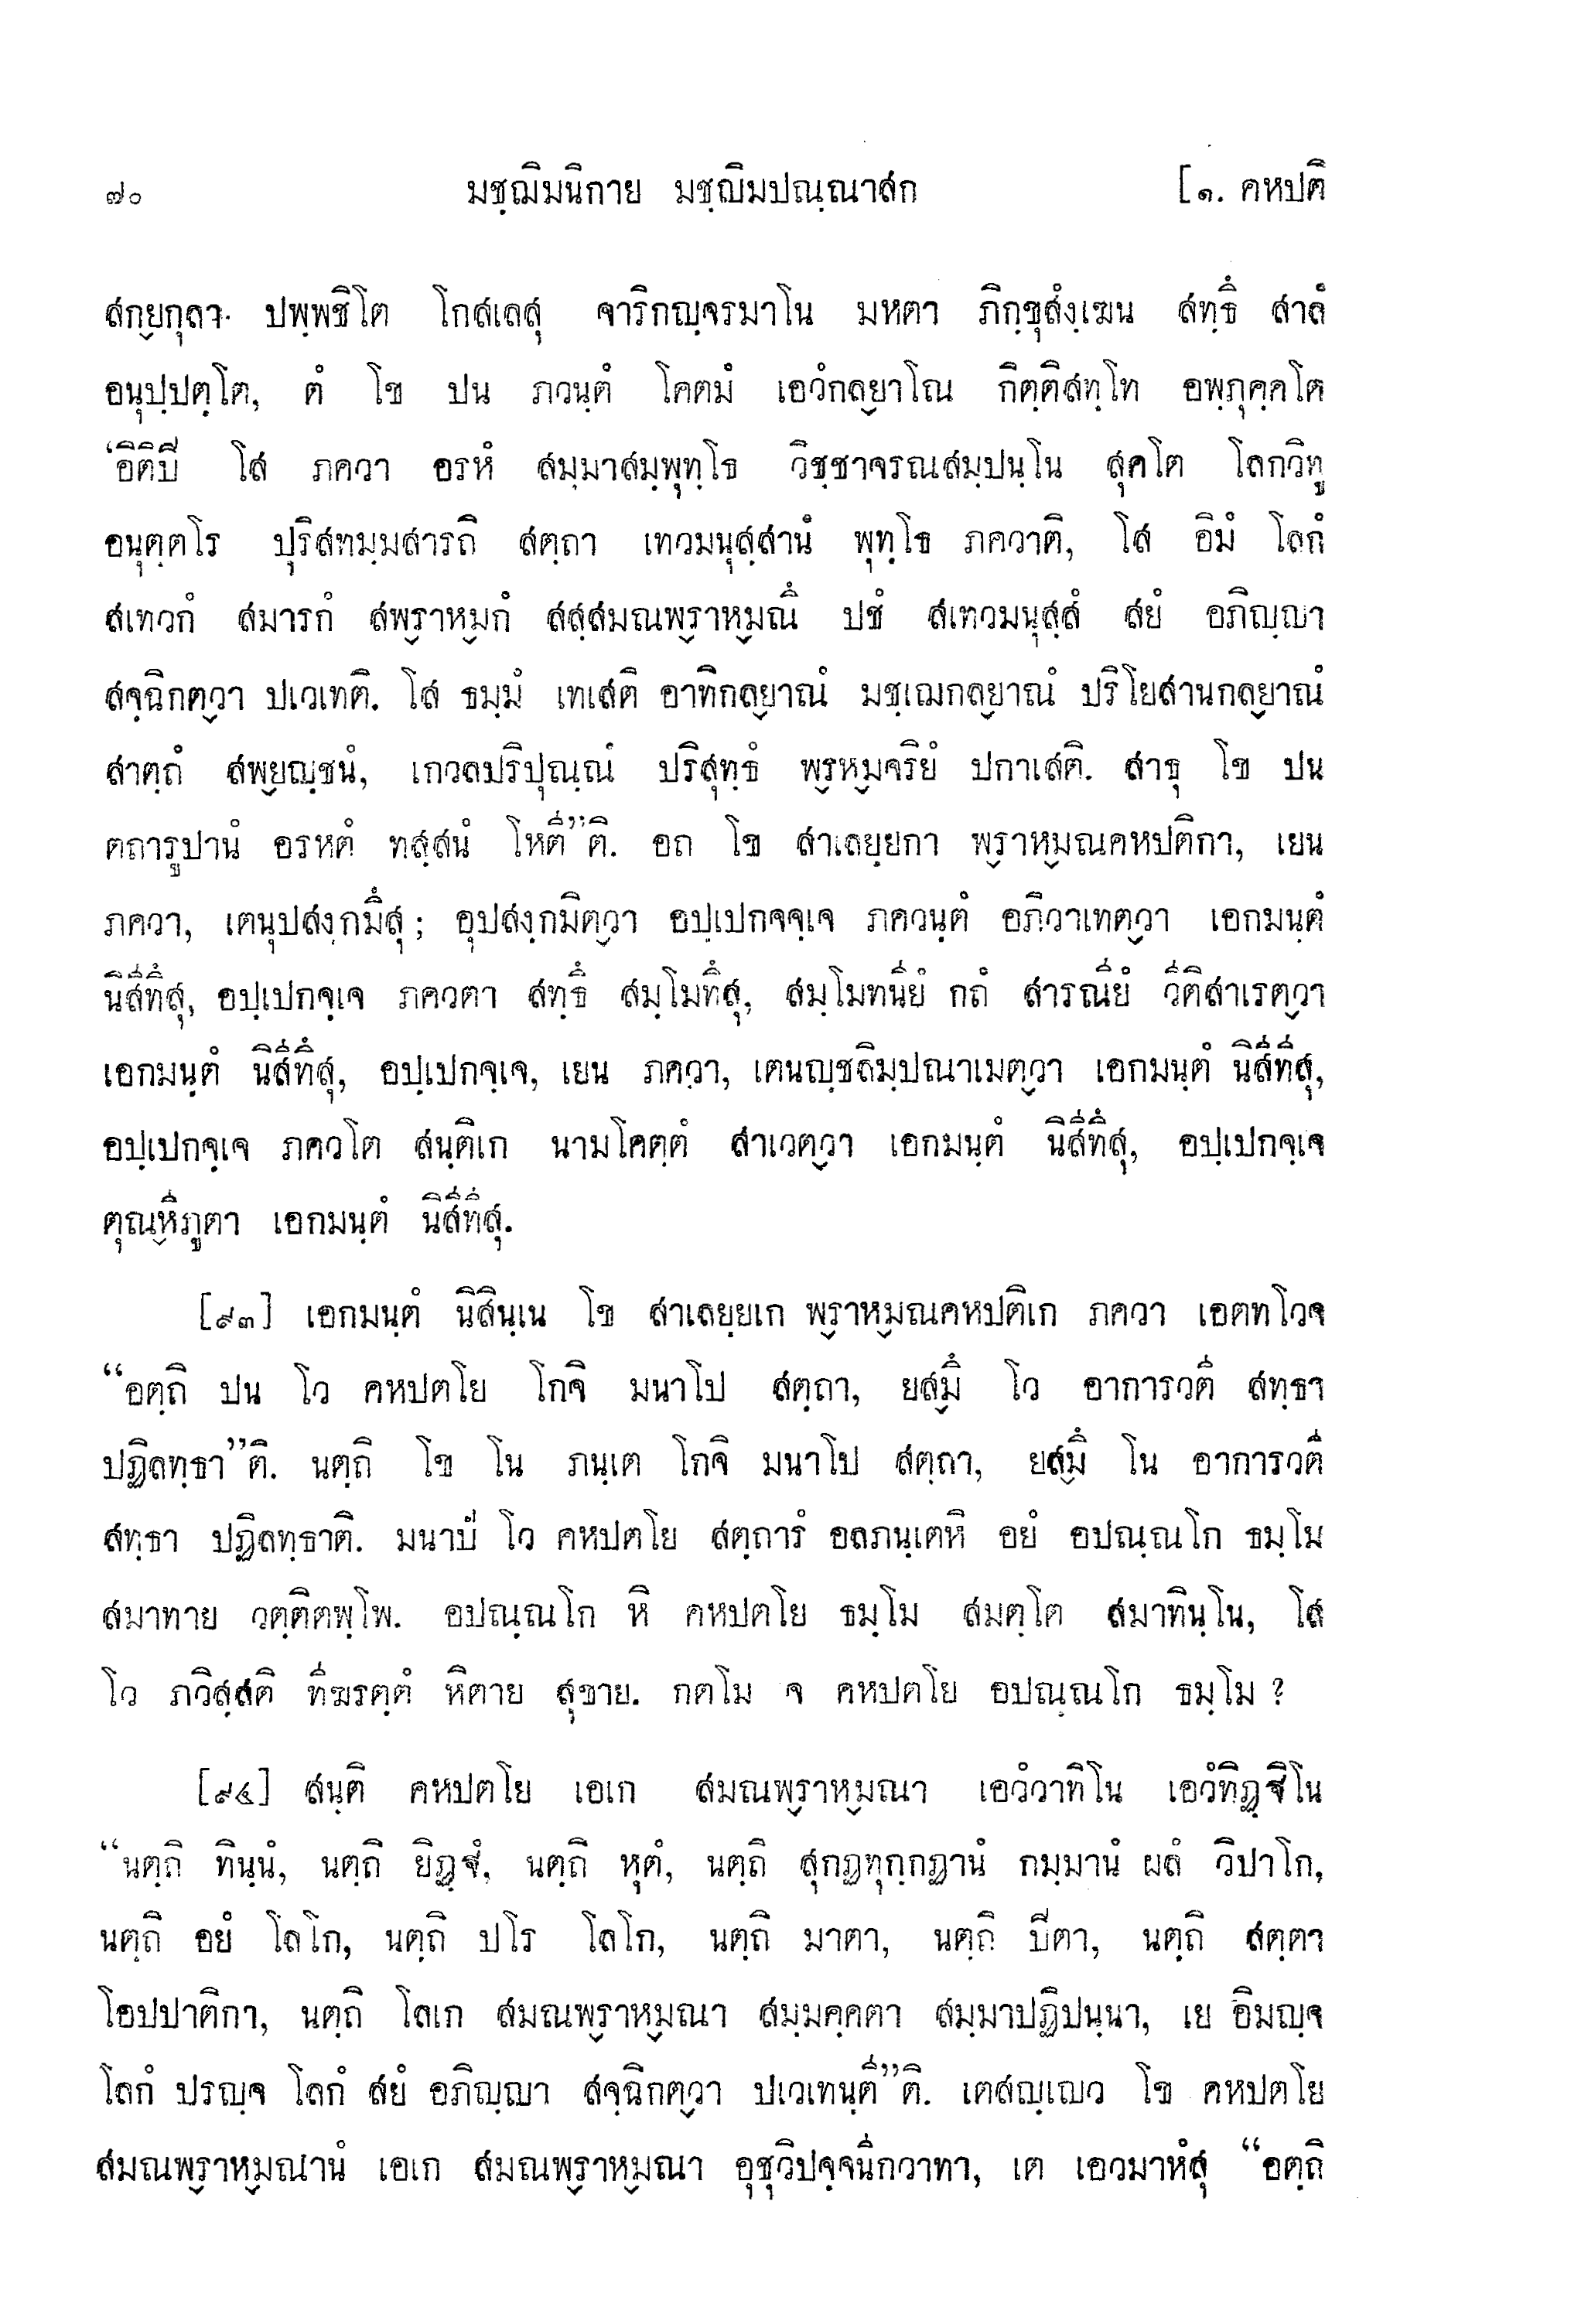 ๗๐ มชฺฌิมนิกาย มชฺฌิมปณฺณาสก [๑. คหปติ
สกฺยกุลา ปพฺพชิโต โกสเลสุ จาริกญฺจรมาโน มหตา ภิกฺขุสํงฺเฆน สทฺธึ สาลํ
อนุปฺปตฺโต, ตํ โข ปน ภวนฺตํ โคตมํ เอวํกลฺยาโณ กิตฺติสทฺโท อพฺภุคฺคโต
‘อิติปี โส ภควา อรหํ สมฺมาสมฺพุทฺโธ วิชฺชาจรณสมฺปนฺโน สุคโต โลกวิทู
อนุตฺตโร ปุริสทมฺมสารถิ สตฺถา เทวมนุสฺสานํ พุทฺโธ ภควาติ, โส อิมํ โลกํ
สเทวกํ สมารกํ สพฺราหฺมกํ สสฺสมณพฺราหฺมณึ ปชํ สเทวมนุสฺสํ สยํ อภิญฺญา
สจฺฉิกตฺวา ปเวเทติ. โส ธมฺมํ เทเสติ อาทิกลฺยาณํ มชฺเฌกลฺยาณํ ปริโยสานกลฺยาณํ
สาตฺถํ สพฺยญฺชนํ, เกวลปริปุณฺณํ ปริสุทฺธํ พฺรหฺมจริยํ ปกาเสติ. สาธุ โข ปน
ตถารูปานํ อรหตํ ทสฺสนํ โหตี”ติ. อถ โข สาเลยฺยกา พฺราหฺมณคหปติกา, เยน
ภควา, เตนุปสงฺกมึสุ; อุปสงฺกมิตฺวา อปฺเปกจฺจเจ ภควนฺตํ อภิวาเทตฺวา เอกมนฺตํ
นิสีทึสุ, อปฺเปกจฺเจ ภควตา สทฺธึ สมฺโมทึสุ, สมฺโมทนียํ กถํ สารณียํ วีติสาเรตฺวา
เอกมนฺตํ นิสีทึสุ, อปฺเปกจฺเจ, เยน ภควา, เตนญฺชลิมฺปณาเมตฺวา เอกมนฺตํ นิสีทึสุ,
อปฺเปกจฺเจ ภควโต สนฺติเก นามโคตฺตํ สาเวตฺวา เอกมนฺตํ นิสีทึสุ, อปฺเปกจฺเจ
ตุณฺหีภูตา เอกมนฺตํ นิสีทึสุ.
[๙๓] เอกมนฺตํ นิสินฺเน โข สาเลยฺยเก พฺราหฺมณคหปติเก ภควา เอตทโวจ
“อตฺถิ ปน โว คหปตโย โกจิ มนาโป สตฺถา, ยสฺมึ โว อาการวตี สทฺธา
ปฏิลทฺธา”ติ. นตฺถิ โข โน ภนฺเต โกจิ มนาโป สตฺถา, ยสฺมึ โน อาการวตี
สทฺธา ปฏิลทฺธาติ. มนาปํ โว คหปตโย สตฺถารํ อลภนฺเตหิ อยํ อปณฺณโก ธมฺโม
สมาทาย วตฺติตพฺโพ. อปณฺณโก หิ คหปตโย ธมฺโม สมตฺโต สมาทินฺโน, โส
โว ภวิสฺสติ ทีฆรตฺตํ หิตาย สุขาย. กตโม จ คหปตโย อปณฺณโก ธมฺโม ?
[๙๔] สนฺติ คหปตโย เอเก สมณพฺราหฺมณา เอวํวาทิโน เอวํทิฏฺฐิโน
“นตฺถิ ทินฺนํ, นตฺถิ ยิฏฺฐํ, นตฺถิ หุตํ, นตฺถิ สุกฏทุกฺกฏานํ กมฺมานํ ผลํ วิปาโก,
นตฺถิ อยํ โลโก, นตฺถิ ปโร โลโก, นตฺถิ มาตา, นตฺถิ ปิตา, นตฺถิ สตฺตา
โอปปาติกา, นตฺถิ โลเก สมณพฺราหฺมณา สมฺมคฺคตา สมฺมาปฏิปนฺนา, เย อิมญฺจ
โลกํ ปรญฺจ โลกํ สยํ อภิญฺญา สจฺฉิกตฺวา ปเวเทนฺตี”ติ. เตสญฺเญว โข คหปตโย
สมณพฺราหฺมณานํ เอเก สมณพฺราหฺมณา อุชุวิปจฺจนีกวาทา, เต เอวมาหํสุ “อตฺถิ